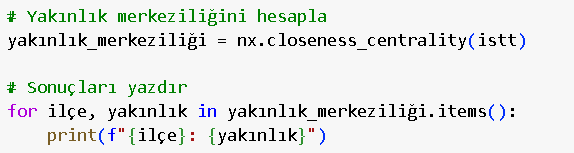 # Yakınlık merkeziliğini hesapla
yakınlık_merkeziliği = nx.closeness_centrality(istt)
# Sonuçları yazdır
for ilçe, yakınlık in yakınlık_merkeziliği.items():
    print(f"{ilçe}: {yakınlık}")